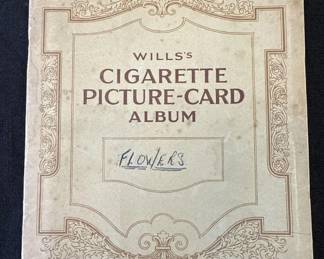 WILLS'S
CIGARETTE
PICTURE-CARD
ALBUM
FLOWERS